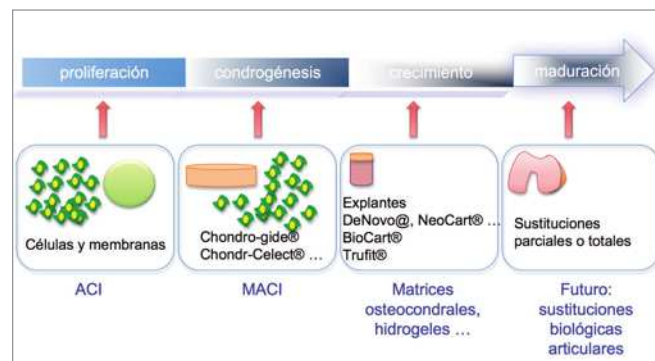 proliferación
condrogénesis
crecimiento
maduración
Células y membranas
Chondro-gide®
Chondr-Celect® ...
Explantes
DeNovo@, NeoCart® ...
BioCart®
Trufit®
Sustituciones
parciales o totales
ACI
MACI
Matrices
osteocondrales,
hidrogeles ...
Futuro:
sustituciones
biológicas
articulares